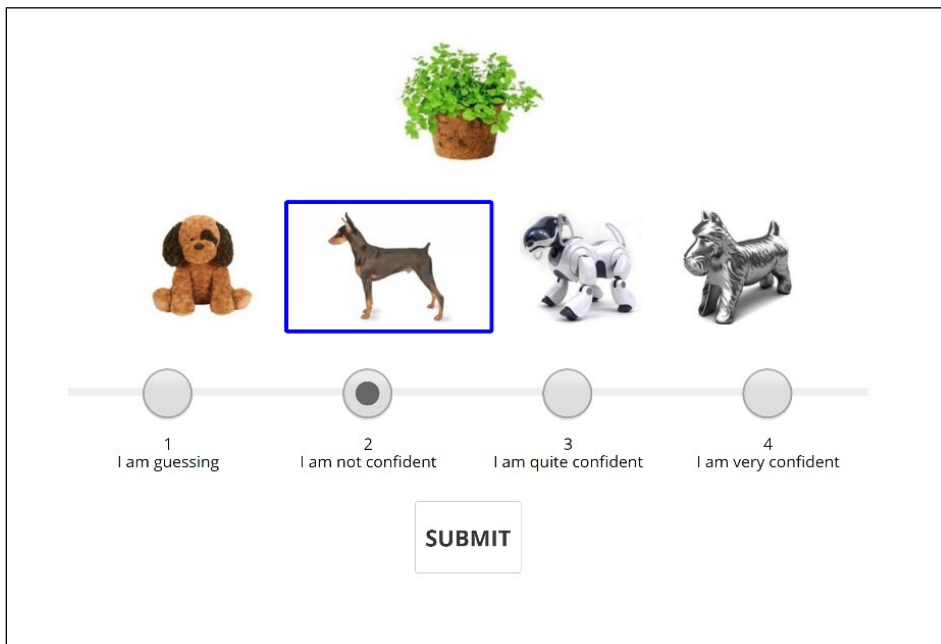 1 2 3 4
I am guessing I am not confident I am quite confident I am very confident
SUBMIT